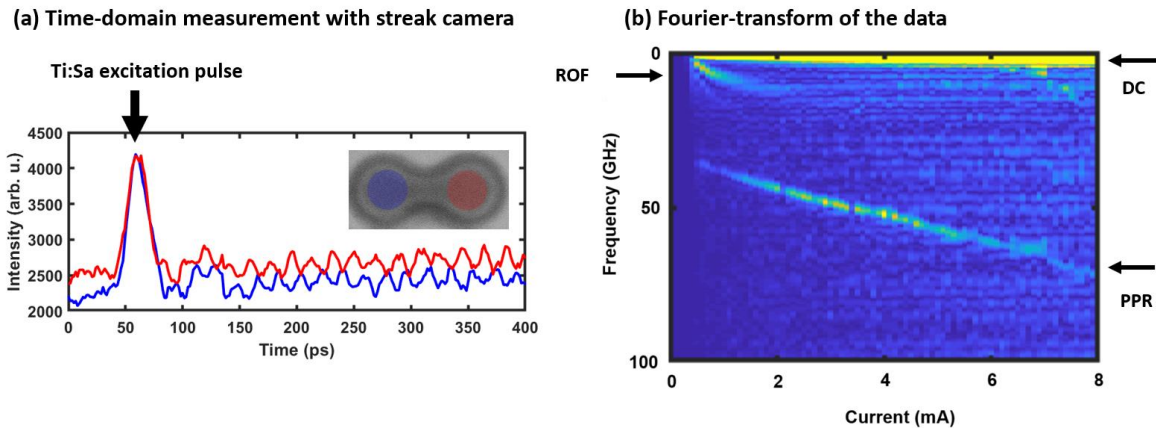 (a) Time-domain measurement with streak camera
Ti:Sa excitation pulse
4500
4000
3500
3000
2500
2000
Intensity (arb. u.)
0
50
100
150
200
250
300
350
400
Time (ps)
(b) Fourier-transform of the data
ROF
0
50
100
Frequency (GHz)
0
2
4
6
8
Current (mA)
DC
PPR